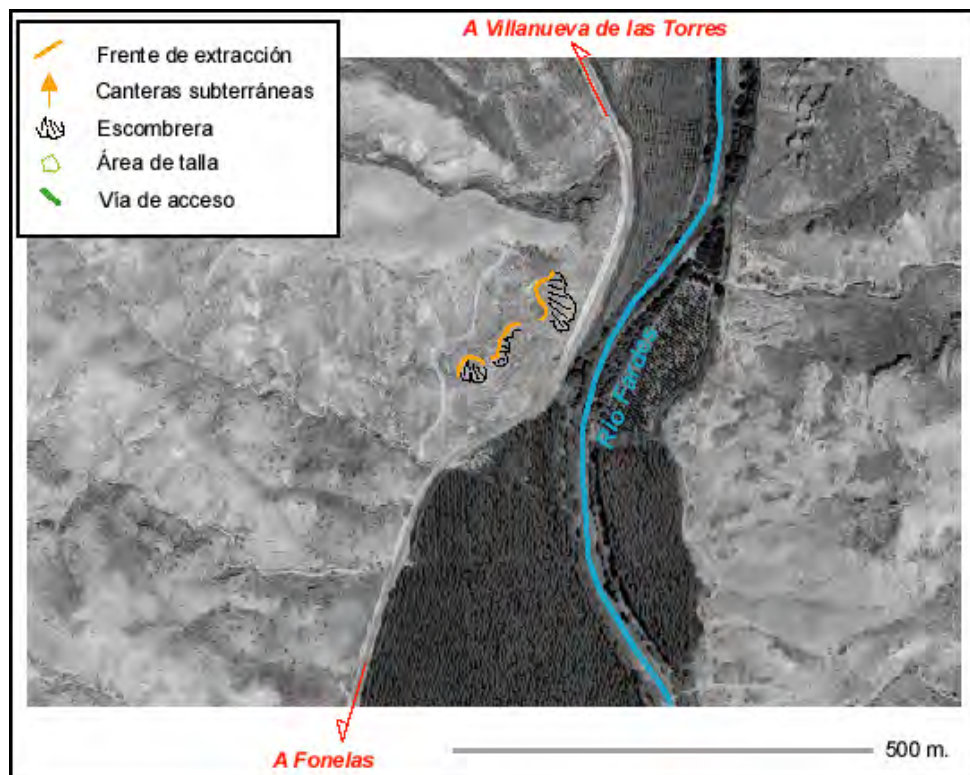 A Villanueva de las Torres
Frente de extracción
Canteras subterráneas
Escombrera
Área de talla
Vía de acceso
Río Fardes
500 m.
A Fonelas